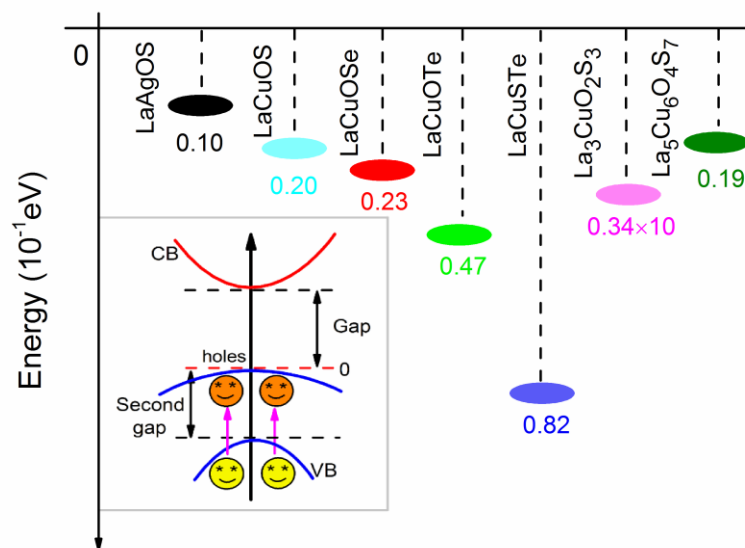 0
Energy (10⁻¹eV)
LaAgOS
0.10
LaCuOS
0.20
LaCuOSe
0.23
LaCuOTe
0.47
LaCuSTe
0.82
La₃CuO₂S₃
0.34×10
La₅Cu₆O₄S₇
0.19
CB
Gap
holes
0
Second
gap
VB